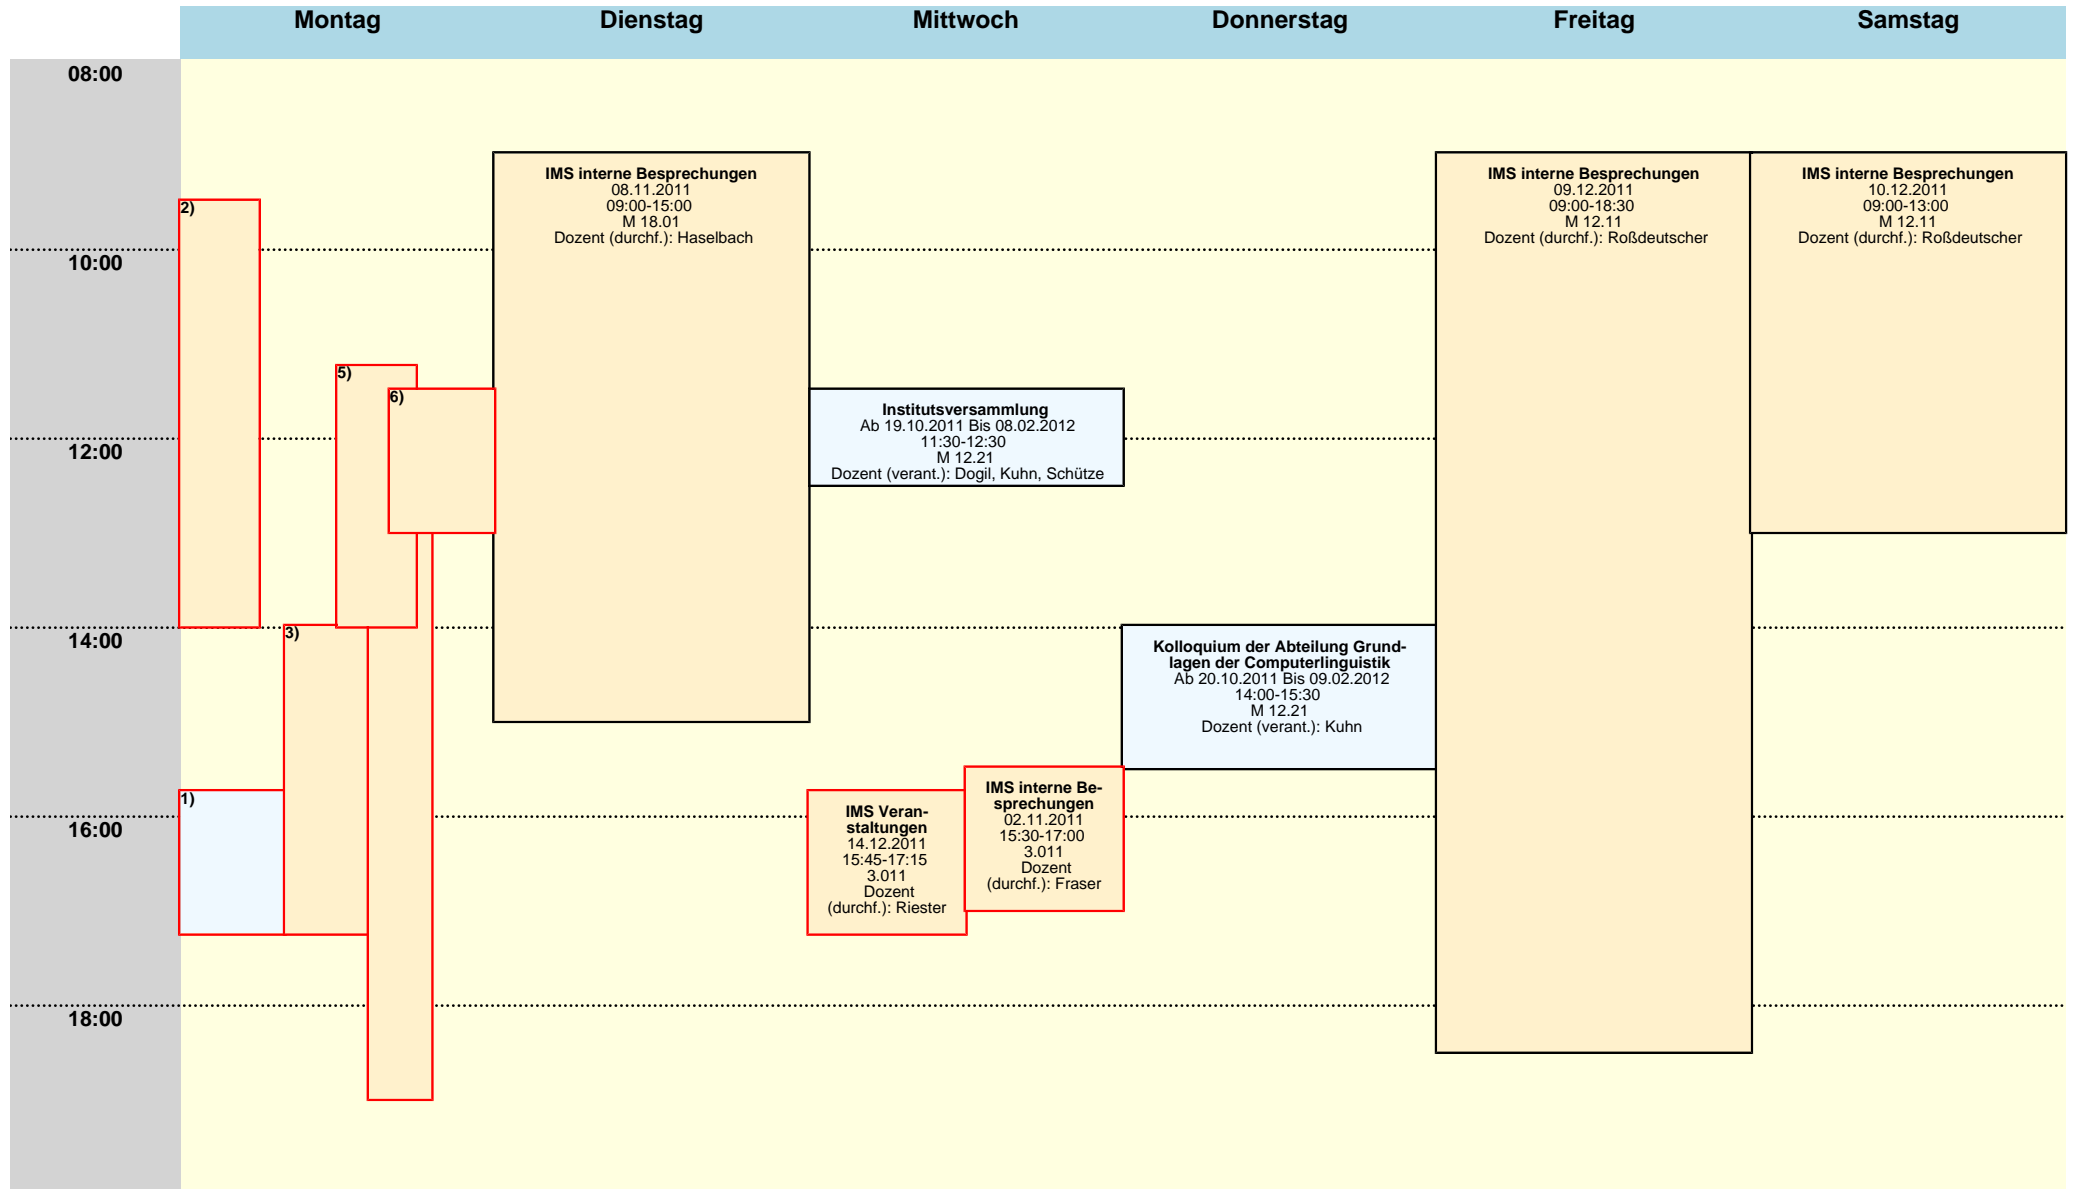 Montag
Dienstag
Mittwoch
Donnerstag
Freitag
Samstag
08:00
10:00
12:00
14:00
16:00
18:00
2)
5)
6)
3)
1)
IMS interne Besprechungen
08.11.2011
09:00-15:00
M 18.01
Dozent (durchf.): Haselbach
Institutsversammlung
Ab 19.10.2011 Bis 08.02.2012
11:30-12:30
M 12.21
Dozent (verant.): Dogil, Kuhn, Schütze
IMS Veran-
staltungen
14.12.2011
15:45-17:15
3.011
Dozent
(durchf.): Riester
IMS interne Be-
sprechungen
02.11.2011
15:30-17:00
3.011
Dozent
(durchf.): Fraser
Kolloquium der Abteilung Grund-
lagen der Computerlinguistik
Ab 20.10.2011 Bis 09.02.2012
14:00-15:30
M 12.21
Dozent (verant.): Kuhn
IMS interne Besprechungen
09.12.2011
09:00-18:30
M 12.11
Dozent (durchf.): Roßdeutscher
IMS interne Besprechungen
10.12.2011
09:00-13:00
M 12.11
Dozent (durchf.): Roßdeutscher